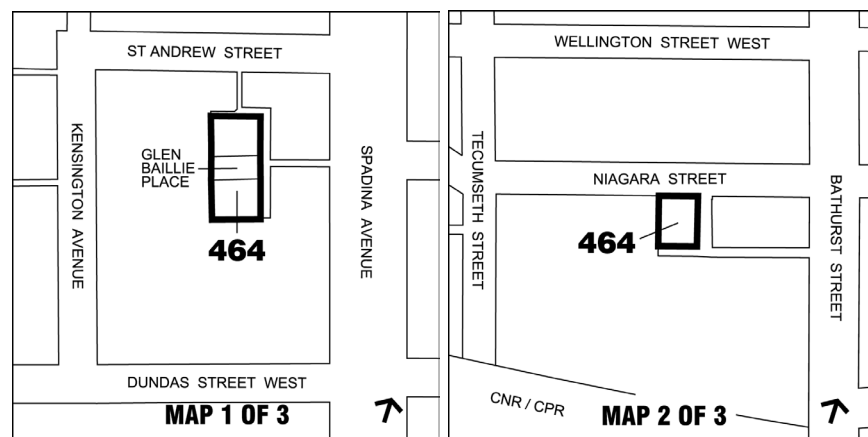 ST ANDREW STREET
KENSINGTON AVENUE
GLEN
BAILLIE
PLACE
SPADINA AVENUE
464
DUNDAS STREET WEST
MAP 1 OF 3
WELLINGTON STREET WEST
TECUMSETH STREET
NIAGARA STREET
BATHURST STREET
464
CNR / CPR
MAP 2 OF 3